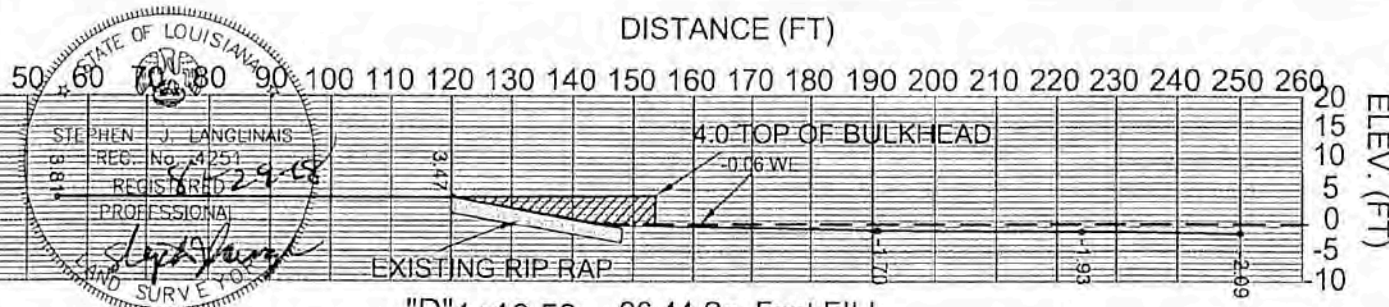 DISTANCE (FT)
50 60 70 80 90 100 110 120 130 140 150 160 170 180 190 200 210 220 230 240 250 260
20
15
10
5
0
-5
-10
ELEV. (FT)
STATE OF LOUISIANA
STEPHEN J. LANGLINAIS
REG. No. 4251
REGISTERED
PROFESSIONAL
LAND SURVEYOR
3.81
3.47
4.0 TOP OF BULKHEAD
-0.06 WL
EXISTING RIP RAP
-1.70
-1.93
-2.09
"D"